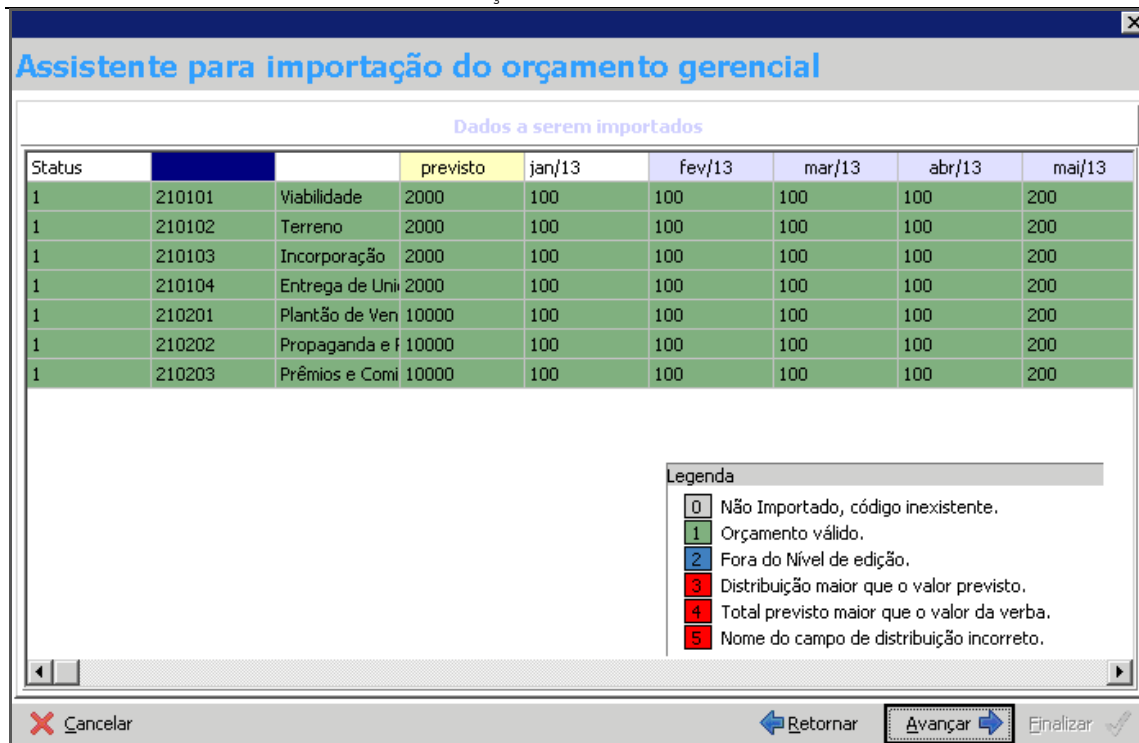 Assistente para importação do orçamento gerencial
Dados a serem importados
Status previsto jan/13 fev/13 mar/13 abr/13 mai/13
1 210101 Viabilidade 2000 100 100 100 100 200
1 210102 Terreno 2000 100 100 100 100 200
1 210103 Incorporação 2000 100 100 100 100 200
1 210104 Entrega de Uni 2000 100 100 100 100 200
1 210201 Plantão de Ven 10000 100 100 100 100 200
1 210202 Propaganda e 10000 100 100 100 100 200
1 210203 Prêmios e Comi 10000 100 100 100 100 200
Legenda
0 Não Importado, código inexistente.
1 Orçamento válido.
2 Fora do Nível de edição.
3 Distribuição maior que o valor previsto.
4 Total previsto maior que o valor da verba.
5 Nome do campo de distribuição incorreto.
Cancelar Retornar Avançar Finalizar